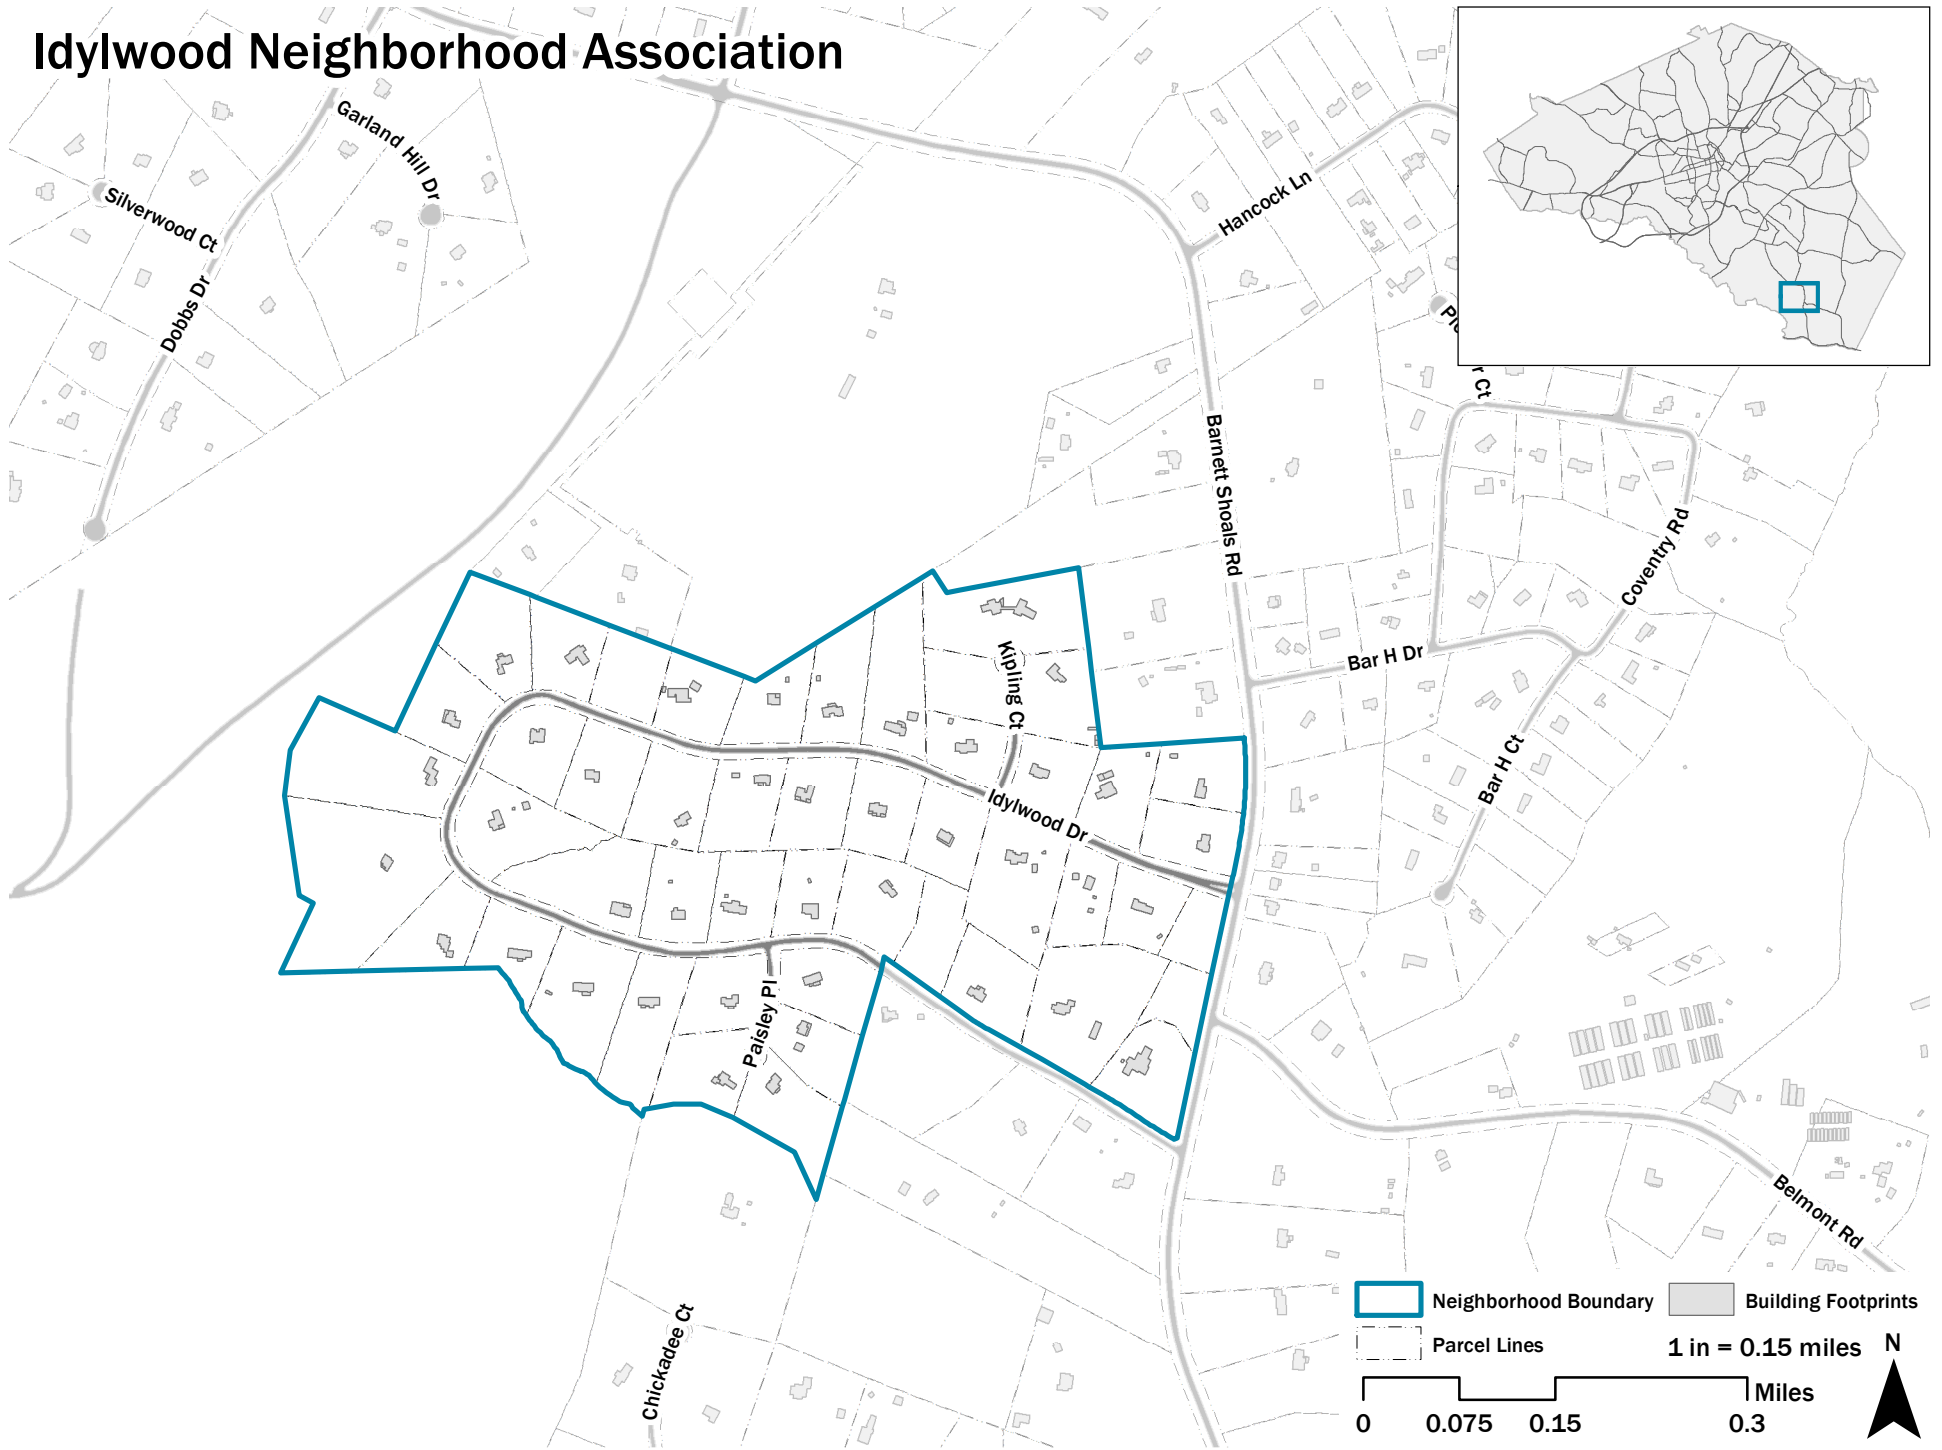 Idylwood Neighborhood Association
Garland Hill Dr
Silverwood Ct
Dobbs Dr
Hancock Ln
Barnett Shoals Rd
Coventry Rd
Bar H Dr
Bar H Ct
Kipling Ct
Idylwood Dr
Paisley Pl
Belmont Rd
Chickadee Ct
Neighborhood Boundary
Building Footprints
Parcel Lines
1 in = 0.15 miles
N
Miles
0 0.075 0.15 0.3